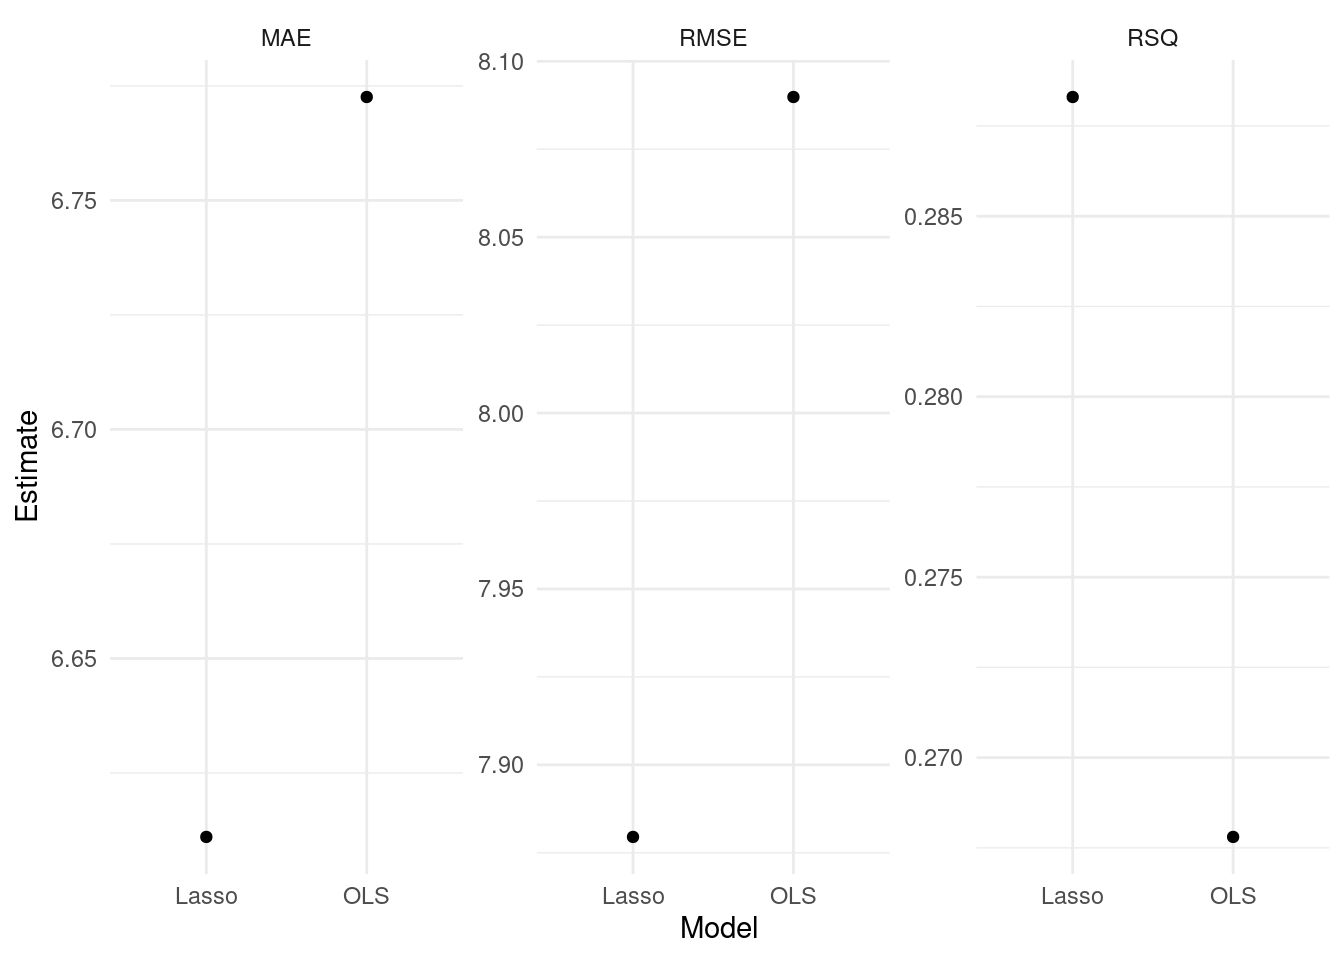 MAE
RMSE
RSQ
Estimate
6.75
6.70
6.65
8.10
8.05
8.00
7.95
7.90
0.285
0.280
0.275
0.270
Lasso OLS
Lasso OLS
Lasso OLS
Model